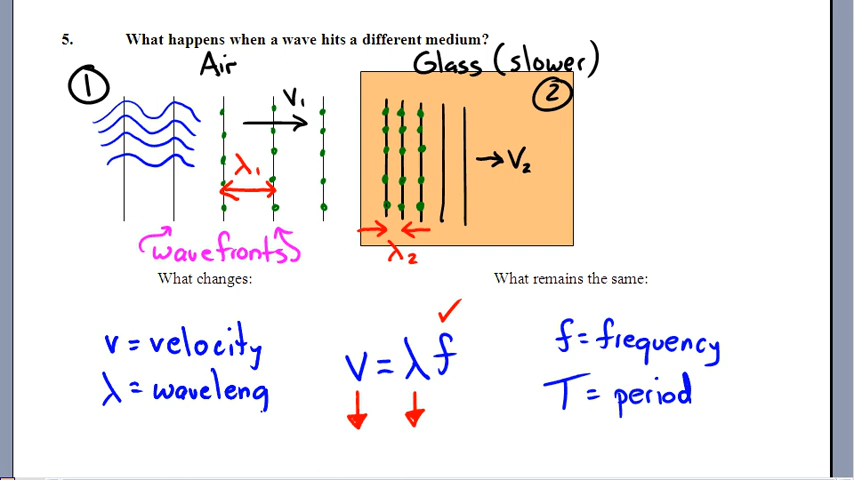 5. What happens when a wave hits a different medium?
Air
Glass (slower)
1
2
V₁
λ₁
→V₂
wavefronts
λ₂
What changes:
What remains the same:
v = velocity
λ = waveleng
v = λ f
f = frequency
T = period